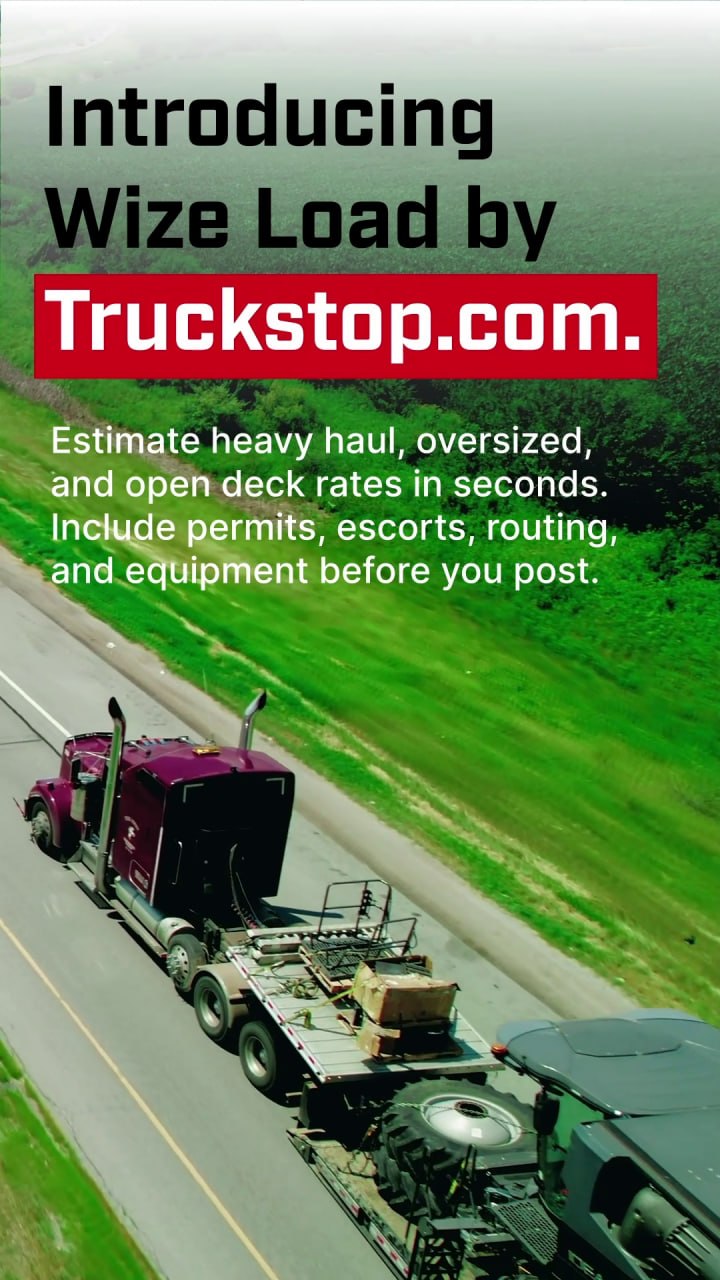 Introducing
Wize Load by
Truckstop.com.
Estimate heavy haul, oversized,
and open deck rates in seconds.
Include permits, escorts, routing,
and equipment before you post.